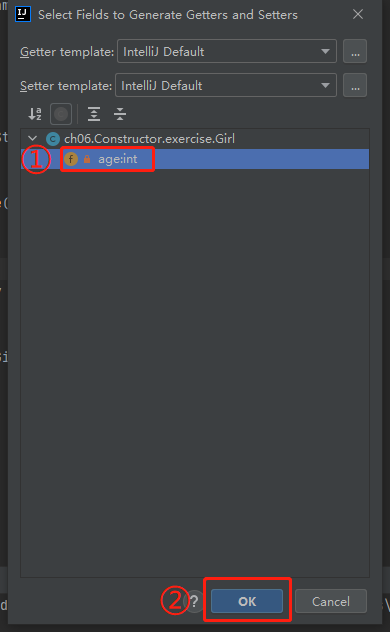 Select Fields to Generate Getters and Setters
Getter template: IntelliJ Default ...
Setter template: IntelliJ Default ...
ch06.Constructor.exercise.Girl
① f age:int
② ? OK Cancel